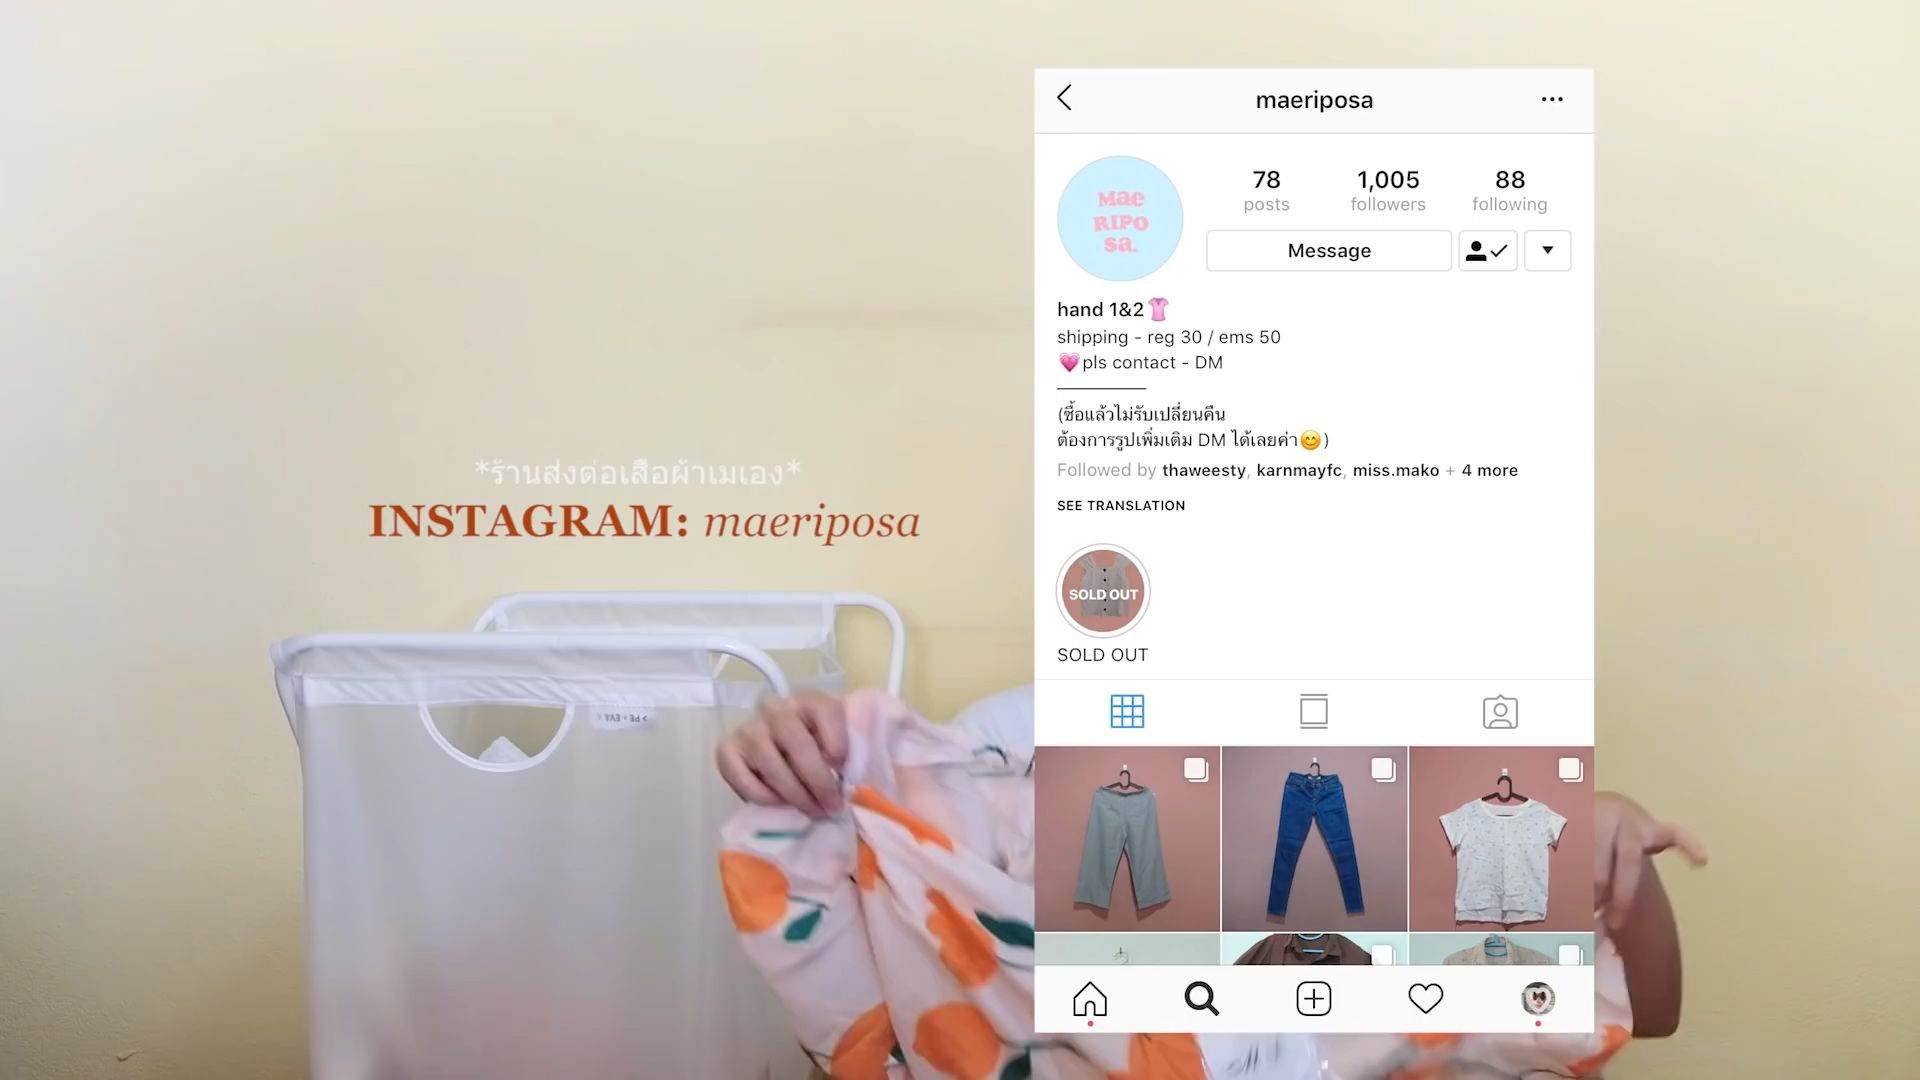 *ร้านส่งต่อเสื้อผ้าเมเอง*
INSTAGRAM: maeriposa
> PE + EVA <
maeriposa
Mae
RIPO
sa.
78
posts
1,005
followers
88
following
Message
hand 1&2
shipping - reg 30 / ems 50
pls contact - DM
(ซื้อแล้วไม่รับเปลี่ยนคืน
ต้องการรูปเพิ่มเติม DM ได้เลยค่า😊)
Followed by thaweesty, karnmayfc, miss.mako + 4 more
SEE TRANSLATION
SOLD OUT
SOLD OUT